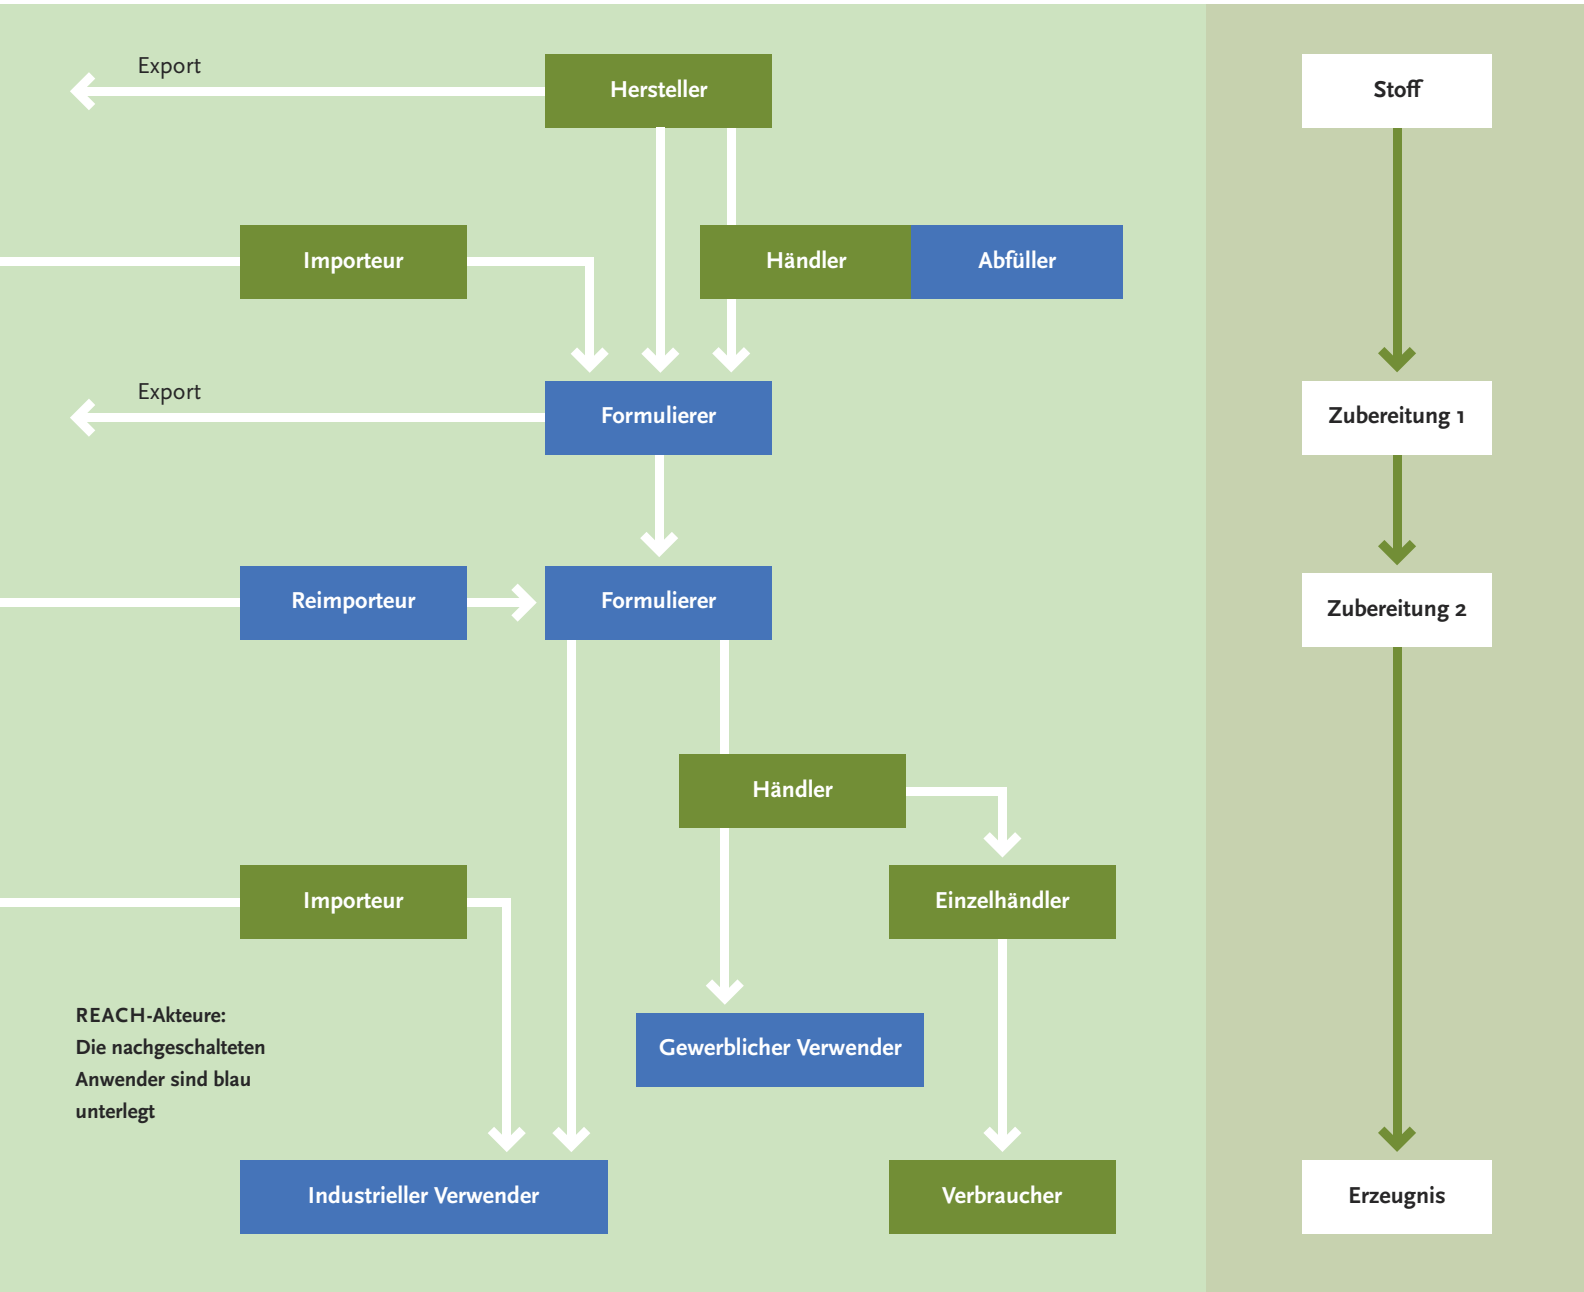 Export
Hersteller
Stoff
Importeur
Händler
Abfüller
Export
Formulierer
Zubereitung 1
Reimporteur
Formulierer
Zubereitung 2
Händler
Importeur
Einzelhändler
REACH-Akteure:
Die nachgeschalteten
Anwender sind blau
unterlegt
Gewerblicher Verwender
Industrieller Verwender
Verbraucher
Erzeugnis